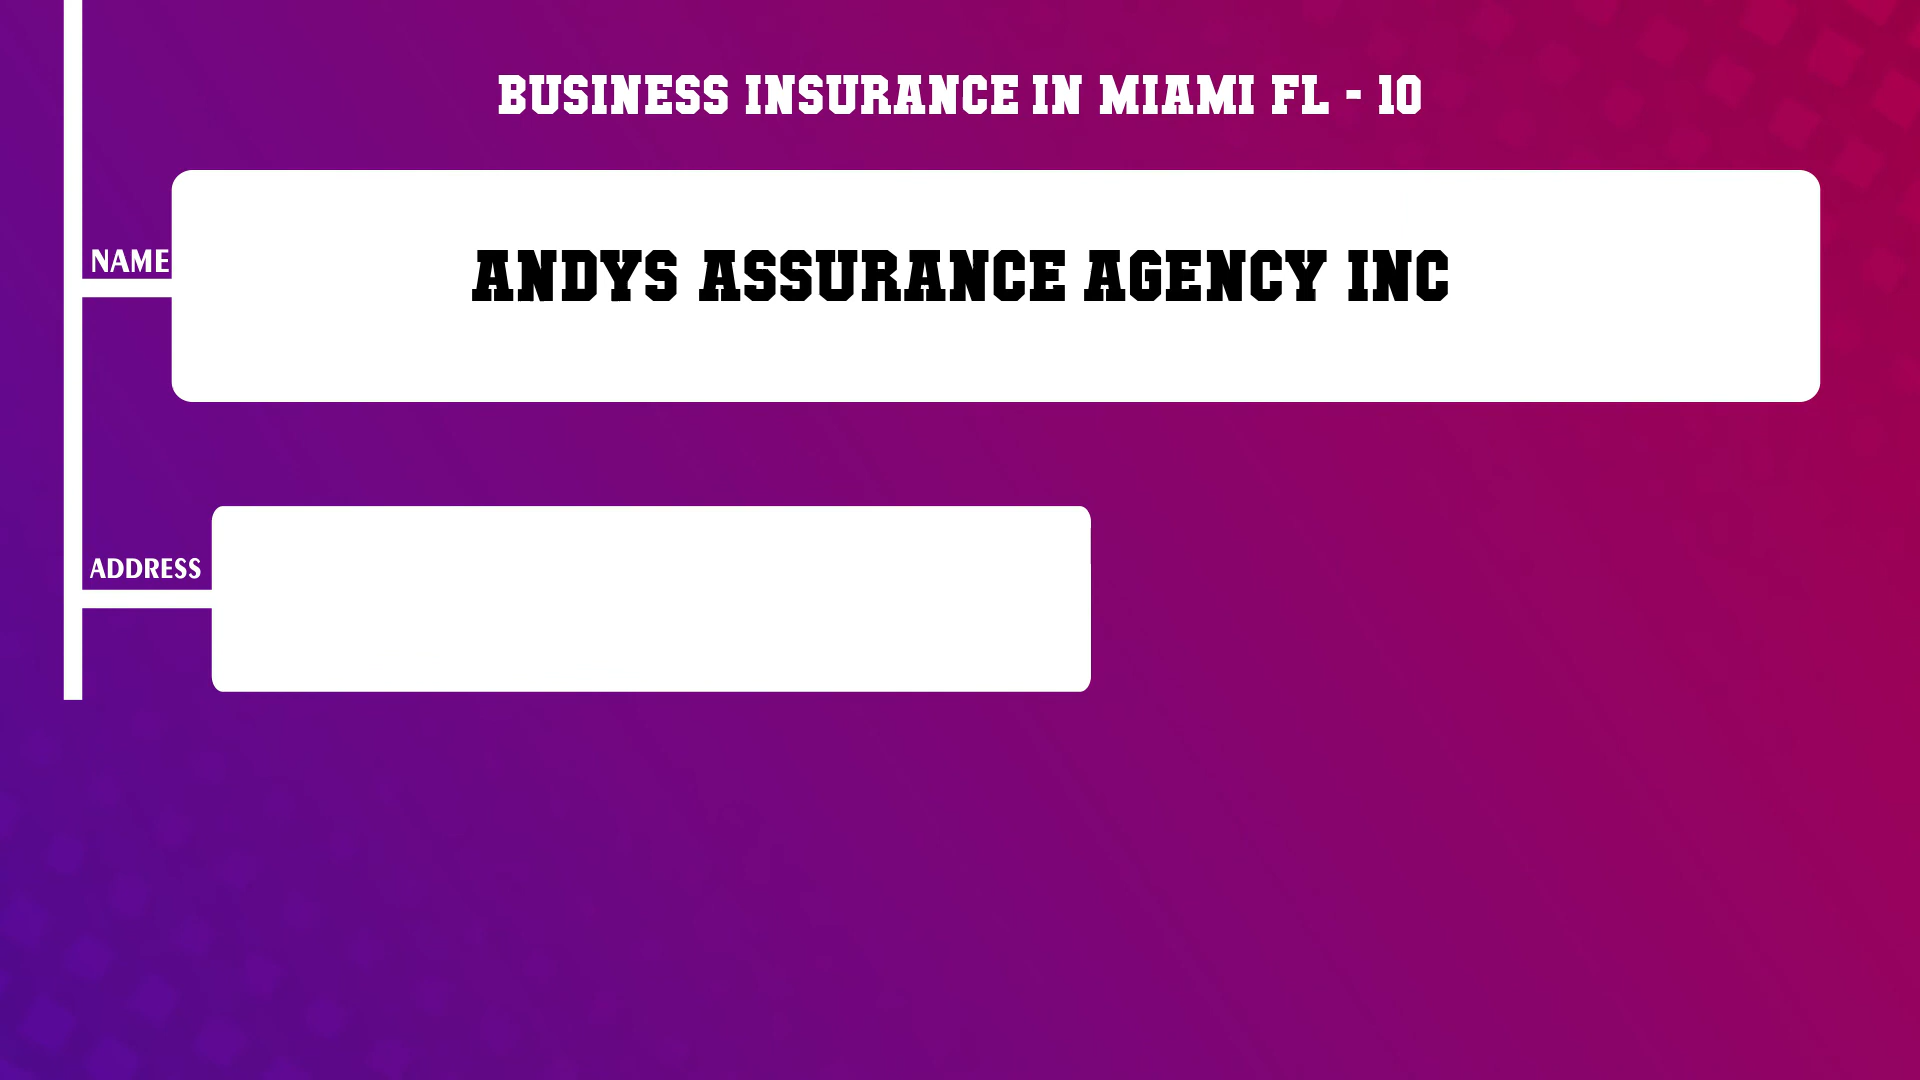 BUSINESS INSURANCE IN MIAMI FL - 10
NAME
ANDYS ASSURANCE AGENCY INC
ADDRESS